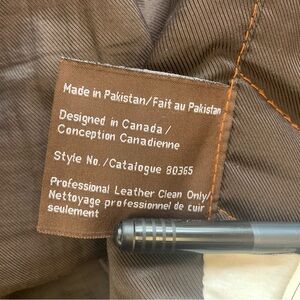 Made in Pakistan/Fait au Pakistan
Designed in Canada/
Conception Canadienne
Style No./Catalogue 80365
Professional Leather Clean Only/
Nettoyage professionnel de cuir
seulement